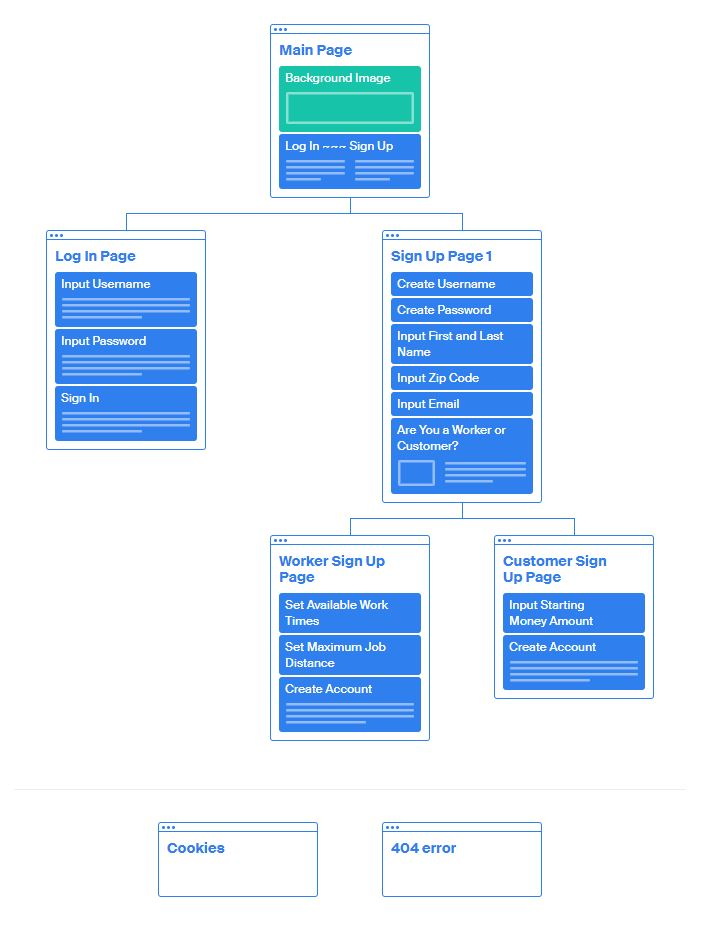 Main Page
Background Image
Log In ~~~ Sign Up
Log In Page
Input Username
Input Password
Sign In
Sign Up Page 1
Create Username
Create Password
Input First and Last
Name
Input Zip Code
Input Email
Are You a Worker or
Customer?
Worker Sign Up
Page
Set Available Work
Times
Set Maximum Job
Distance
Create Account
Customer Sign
Up Page
Input Starting
Money Amount
Create Account
Cookies
404 error